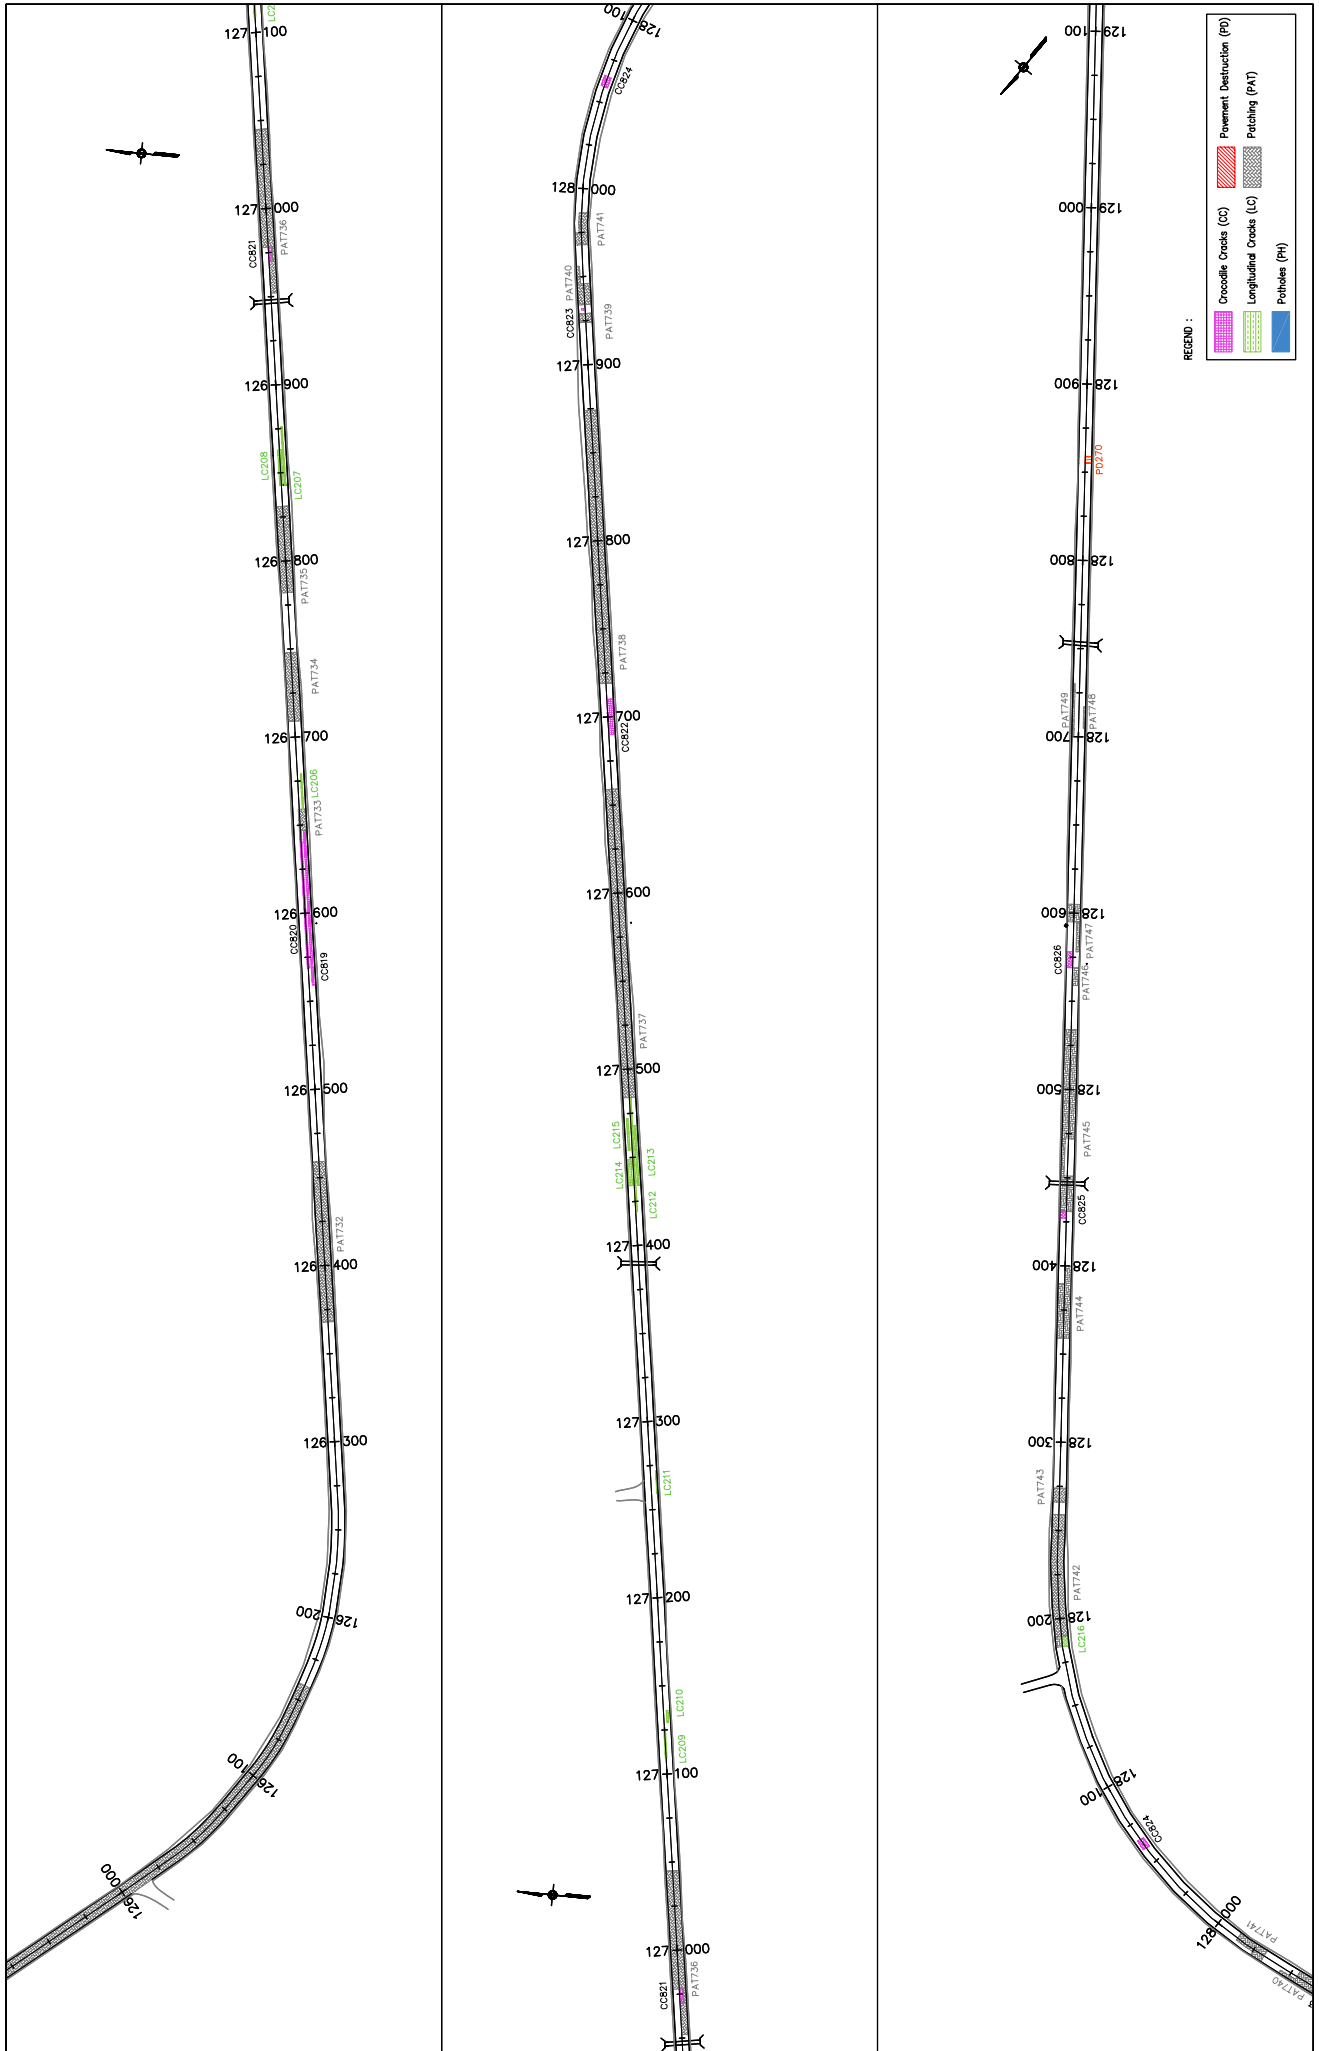 LC2
127 100
127 000
CC821
PAT736
126 900
LC208
LC207
126 800
PAT735
PAT734
126 700
LC206
PAT733
126 600
CC820
CC819
126 500
PAT732
126 400
126 300
126 200
126 100
126 000
128 100
CC824
128 000
PAT741
PAT740
CC823
PAT739
127 900
127 800
PAT738
127 700
CC822
127 600
PAT737
127 500
LC215
LC214
LC213
LC212
127 400
127 300
LC211
127 200
LC210
LC209
127 100
127 000
CC821
PAT736
129 100
129 000
128 900
PD270
128 800
PAT749
PAT748
128 700
128 600
PAT747
CC826
PAT746
128 500
PAT745
CC825
128 400
PAT744
128 300
PAT743
PAT742
128 200
LC216
128 100
CC824
128 000
PAT741
PAT740
3
REGEND :
Crocodile Cracks (CC)
Longitudinal Cracks (LC)
Potholes (PH)
Pavement Destruction (PD)
Patching (PAT)